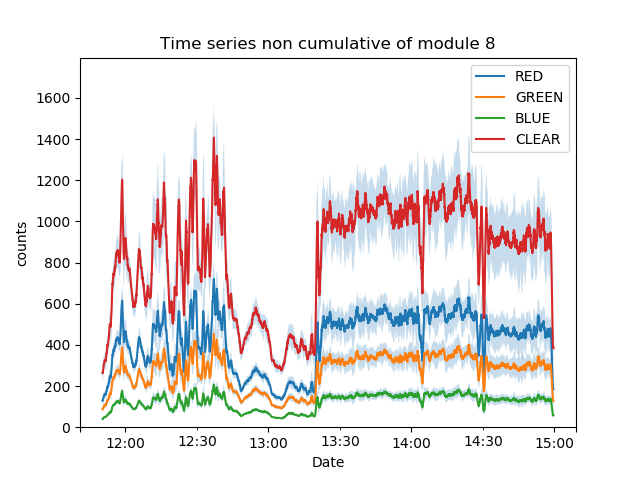 Time series non cumulative of module 8
RED
GREEN
BLUE
CLEAR
1600
1400
1200
1000
800
600
400
200
0
counts
12:00
12:30
13:00
13:30
14:00
14:30
15:00
Date